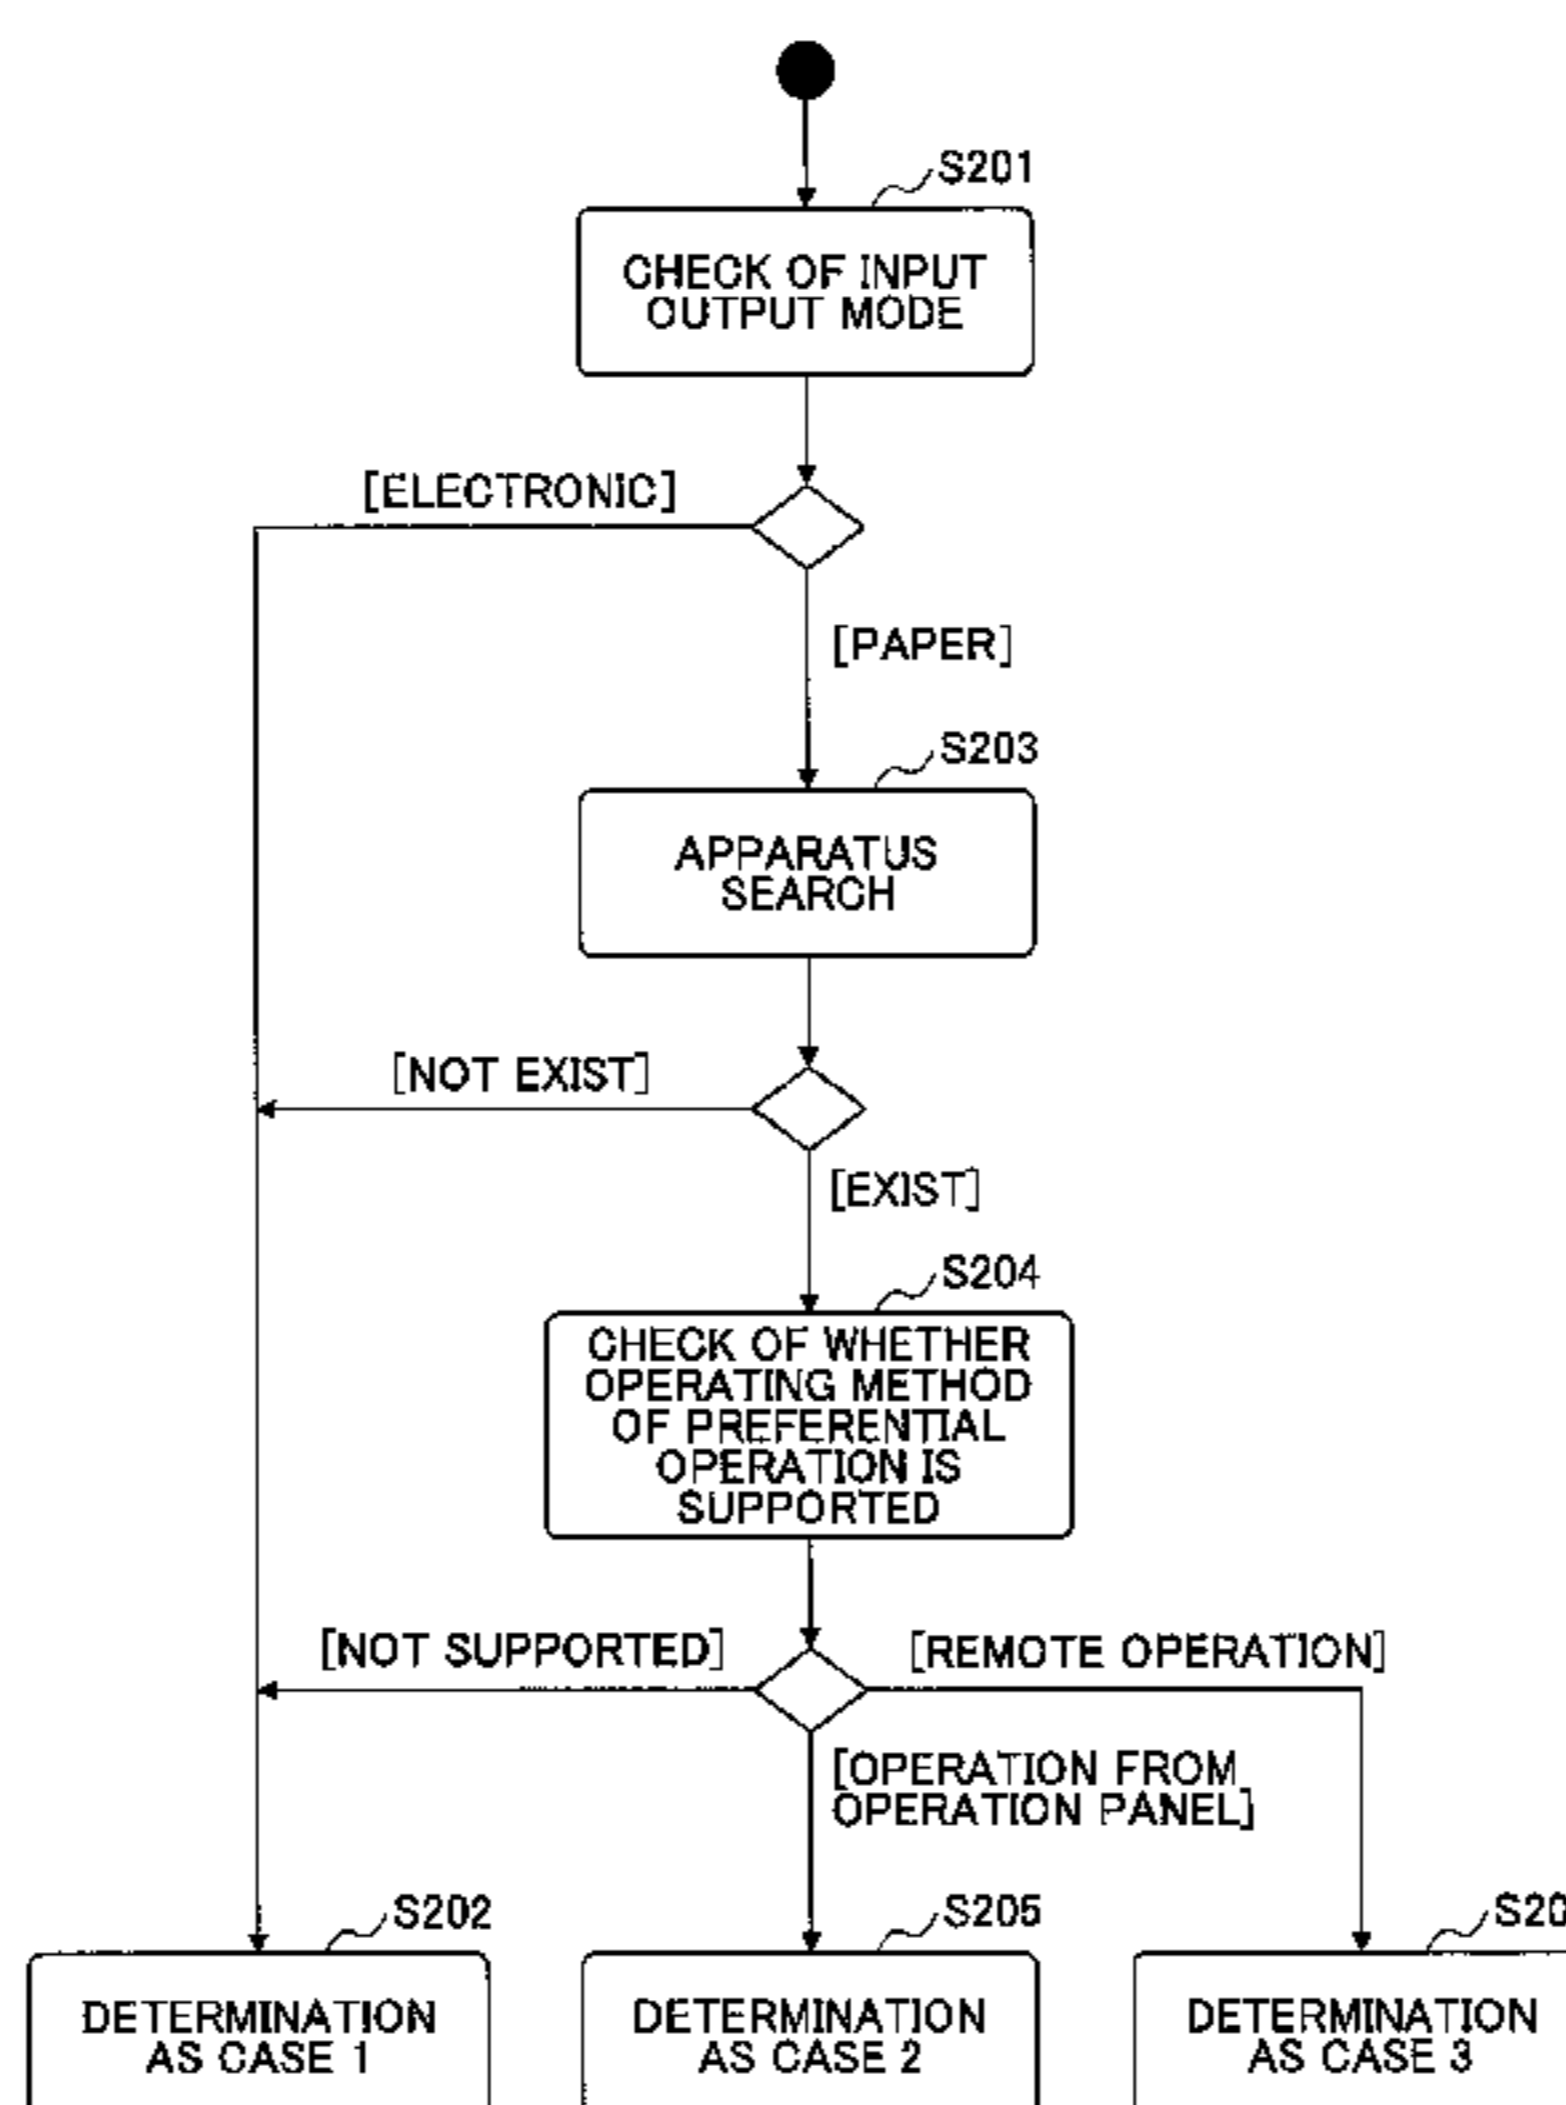 S201
CHECK OF INPUT
OUTPUT MODE
[ELECTRONIC]
[PAPER]
S203
APPARATUS
SEARCH
[NOT EXIST]
[EXIST]
S204
CHECK OF WHETHER
OPERATING METHOD
OF PREFERENTIAL
OPERATION IS
SUPPORTED
[NOT SUPPORTED]
[REMOTE OPERATION]
[OPERATION FROM
OPERATION PANEL]
S202
S205
DETERMINATION
AS CASE 1
DETERMINATION
AS CASE 2
DETERMINATION
AS CASE 3